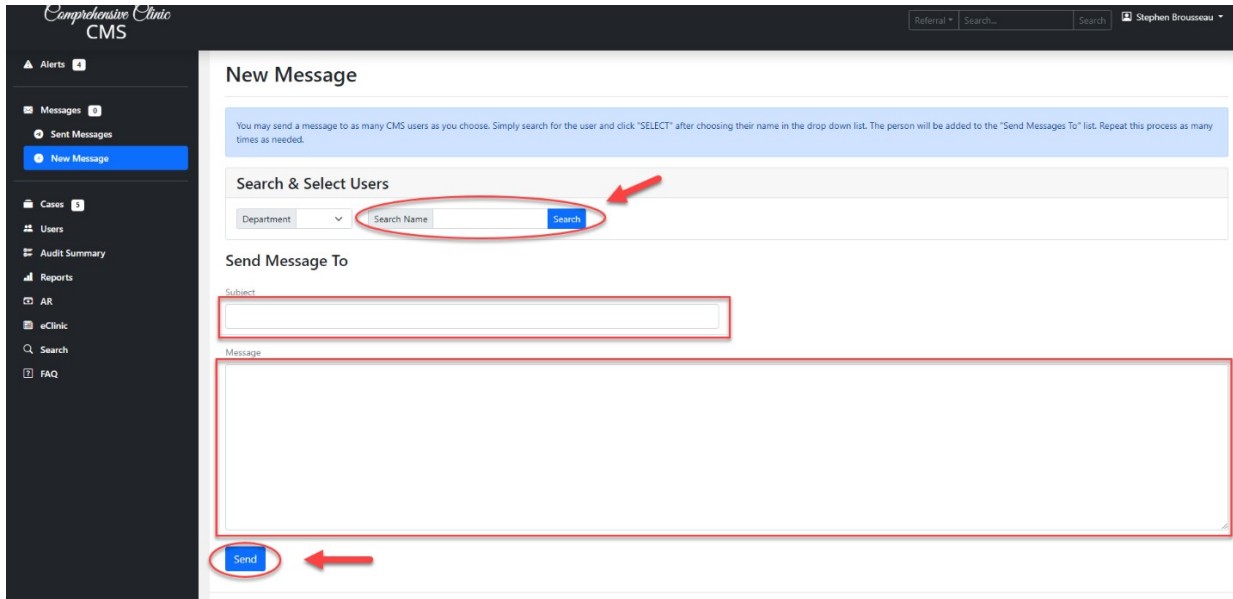 Comprehensive Clinic
CMS
Referral
Search...
Search
Stephen Brousseau
Alerts 4
Messages 0
Sent Messages
New Message
Cases 5
Users
Audit Summary
Reports
AR
eClinic
Search
FAQ
New Message
You may send a message to as many CMS users as you choose. Simply search for the user and click "SELECT" after choosing their name in the drop down list. The person will be added to the "Send Messages To" list. Repeat this process as many
times as needed.
Search & Select Users
Department
Search Name
Search
Send Message To
Subject
Message
Send